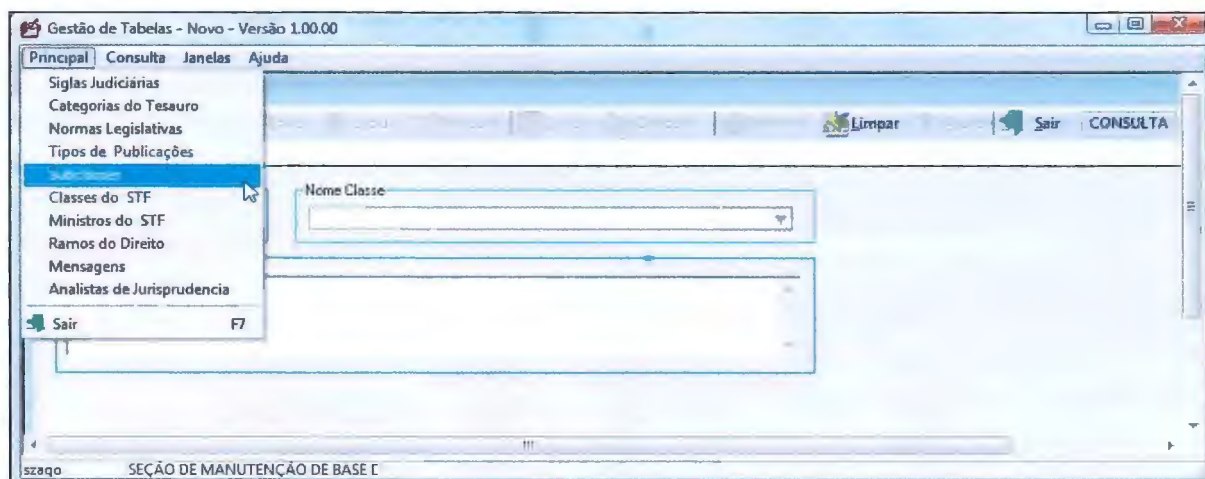 Gestão de Tabelas - Novo - Versão 1.00.00
Principal Consulta Janelas Ajuda
Siglas Judiciárias
Categorias do Tesauro
Normas Legislativas
Tipos de Publicações
Subclasses
Classes do STF
Ministros do STF
Ramos do Direito
Mensagens
Analistas de Jurisprudencia
Sair F7
Limpar Sair CONSULTA
Nome Classe
szago SEÇÃO DE MANUTENÇÃO DE BASE D